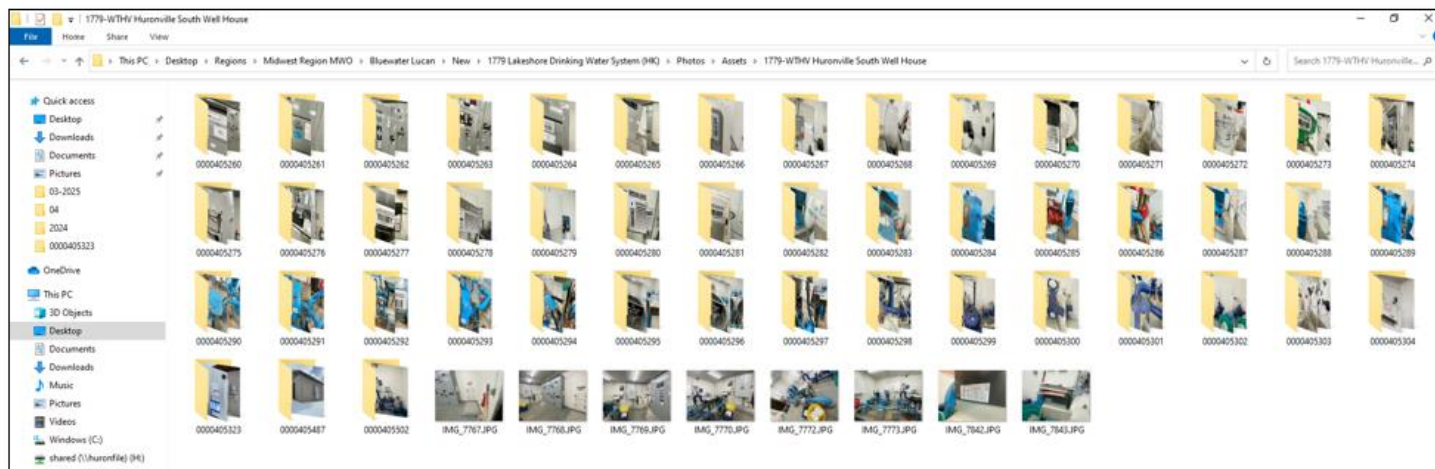 1779-WTHV Huronville South Well House
File Home Share View
This PC › Desktop › Regions › Midwest Region MWO › Bluewater Lucan › New › 1779 Lakeshore Drinking Water System (HK) › Photos › Assets › 1779-WTHV Huronville South Well House
Search 1779-WTHV Huronville...
Quick access
Desktop
Downloads
Documents
Pictures
03-2025
04
2024
0000405323
OneDrive
This PC
3D Objects
Desktop
Documents
Downloads
Music
Pictures
Videos
Windows (C:)
shared (\\huronfile) (H:)
0000405260 0000405261 0000405262 0000405263 0000405264 0000405265 0000405266 0000405267 0000405268 0000405269 0000405270 0000405271 0000405272 0000405273 0000405274
0000405275 0000405276 0000405277 0000405278 0000405279 0000405280 0000405281 0000405282 0000405283 0000405284 0000405285 0000405286 0000405287 0000405288 0000405289
0000405290 0000405291 0000405292 0000405293 0000405294 0000405295 0000405296 0000405297 0000405298 0000405299 0000405300 0000405301 0000405302 0000405303 0000405304
0000405323 0000405487 0000405502 IMG_7767.JPG IMG_7768.JPG IMG_7769.JPG IMG_7770.JPG IMG_7772.JPG IMG_7773.JPG IMG_7842.JPG IMG_7843.JPG